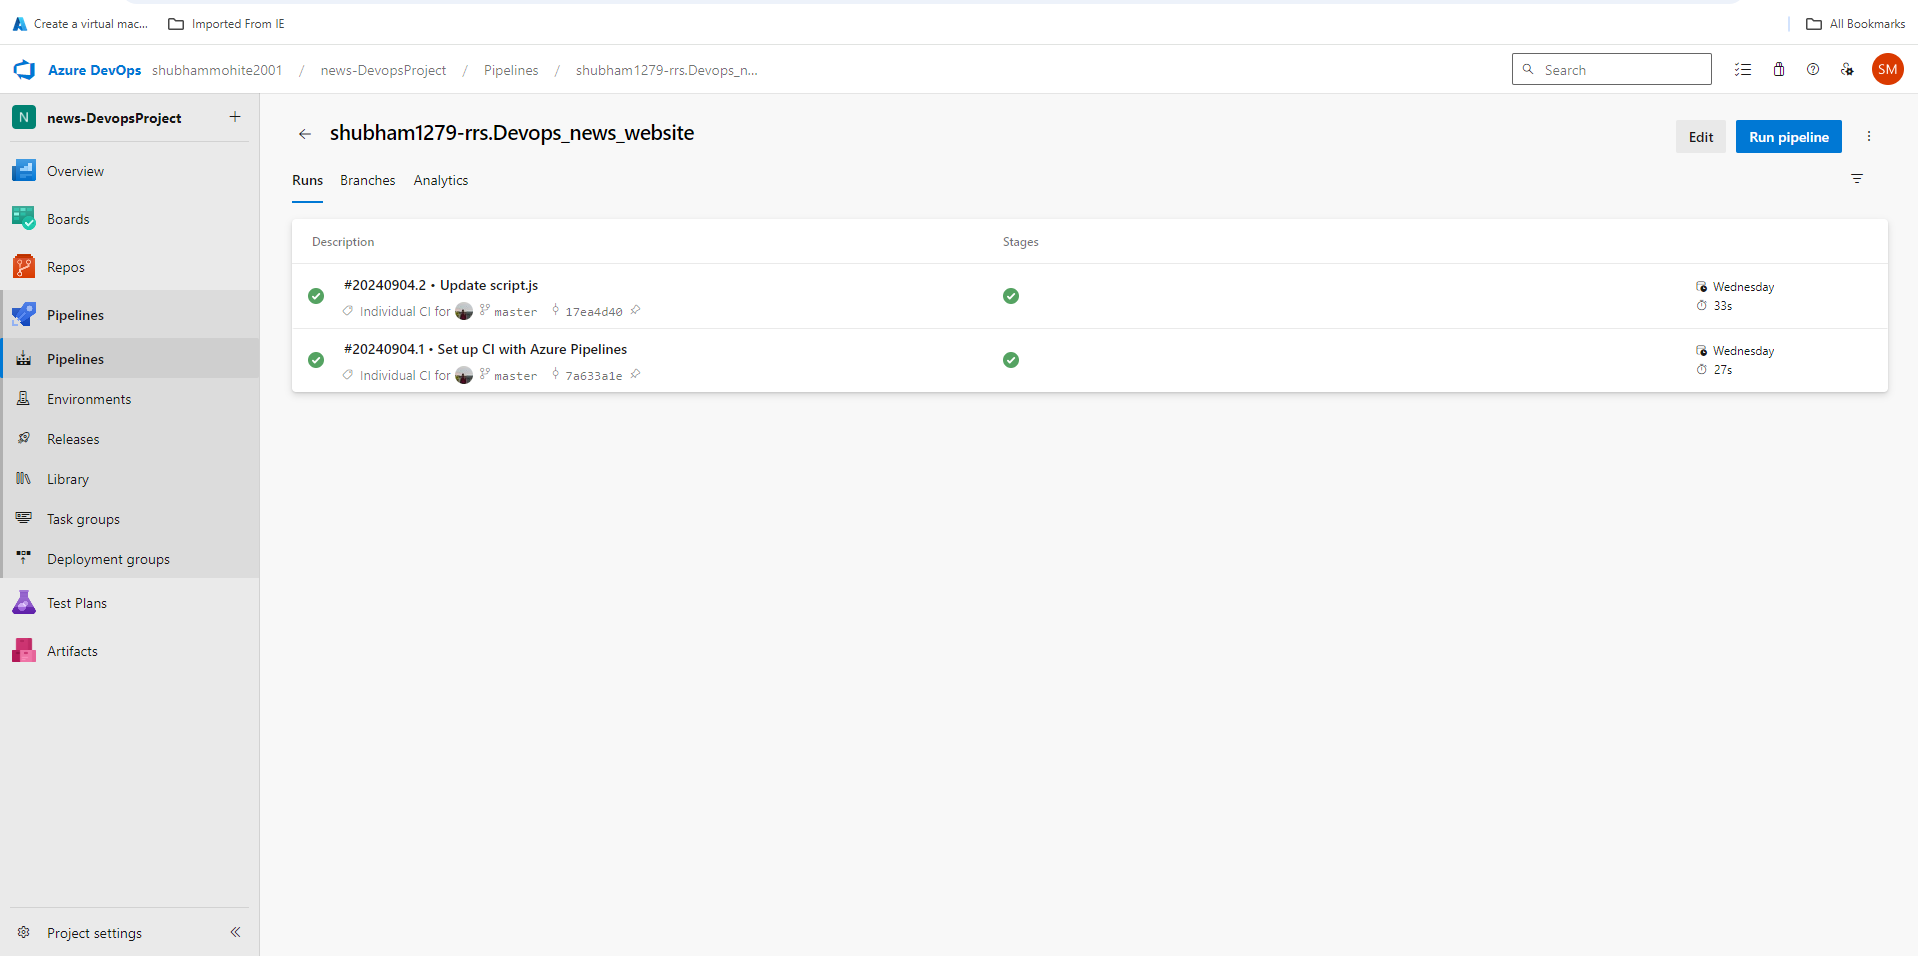 Create a virtual mac...
Imported From IE
All Bookmarks
Azure DevOps shubhammohite2001 / news-DevopsProject / Pipelines / shubham1279-rrs.Devops_n...
Search
SM
N news-DevopsProject +
Overview
Boards
Repos
Pipelines
Pipelines
Environments
Releases
Library
Task groups
Deployment groups
Test Plans
Artifacts
Project settings
shubham1279-rrs.Devops_news_website
Edit
Run pipeline
Runs Branches Analytics
Description Stages
#20240904.2 • Update script.js
Individual CI for master 17ea4d40
Wednesday
33s
#20240904.1 • Set up CI with Azure Pipelines
Individual CI for master 7a633a1e
Wednesday
27s